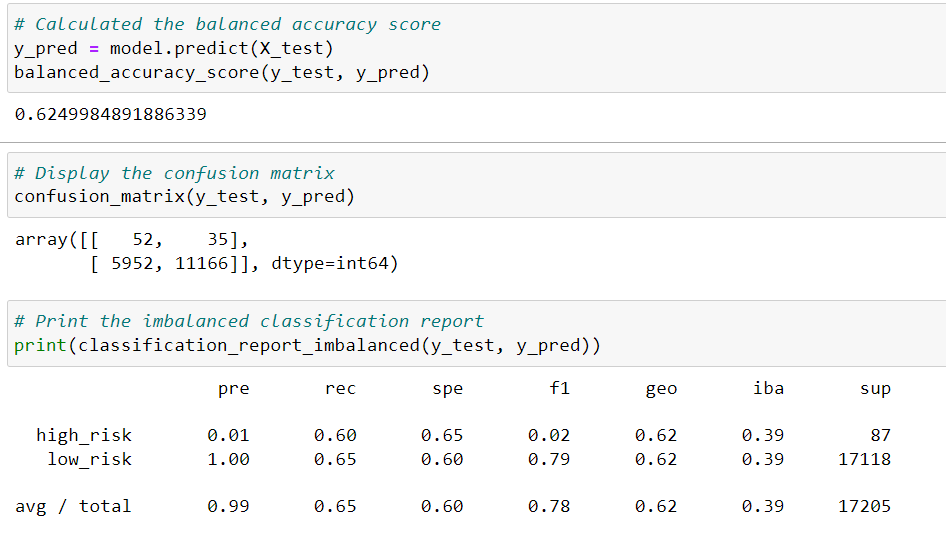 # Calculated the balanced accuracy score
y_pred = model.predict(X_test)
balanced_accuracy_score(y_test, y_pred)
0.6249984891886339
# Display the confusion matrix
confusion_matrix(y_test, y_pred)
array([[   52,    35],
       [ 5952, 11166]], dtype=int64)
# Print the imbalanced classification report
print(classification_report_imbalanced(y_test, y_pred))
                   pre       rec       spe        f1       geo       iba       sup
  high_risk       0.01      0.60      0.65      0.02      0.62      0.39        87
   low_risk       1.00      0.65      0.60      0.79      0.62      0.39     17118
avg / total       0.99      0.65      0.60      0.78      0.62      0.39     17205